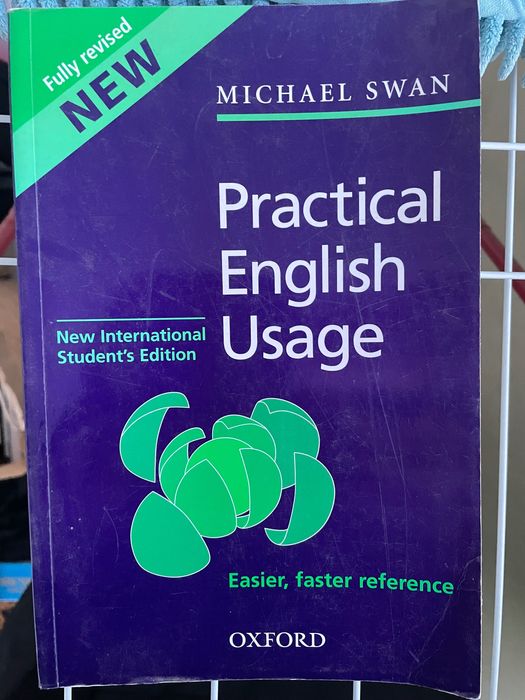 Fully revised
NEW
MICHAEL SWAN
Practical
English
Usage
New International
Student's Edition
Easier, faster reference
OXFORD